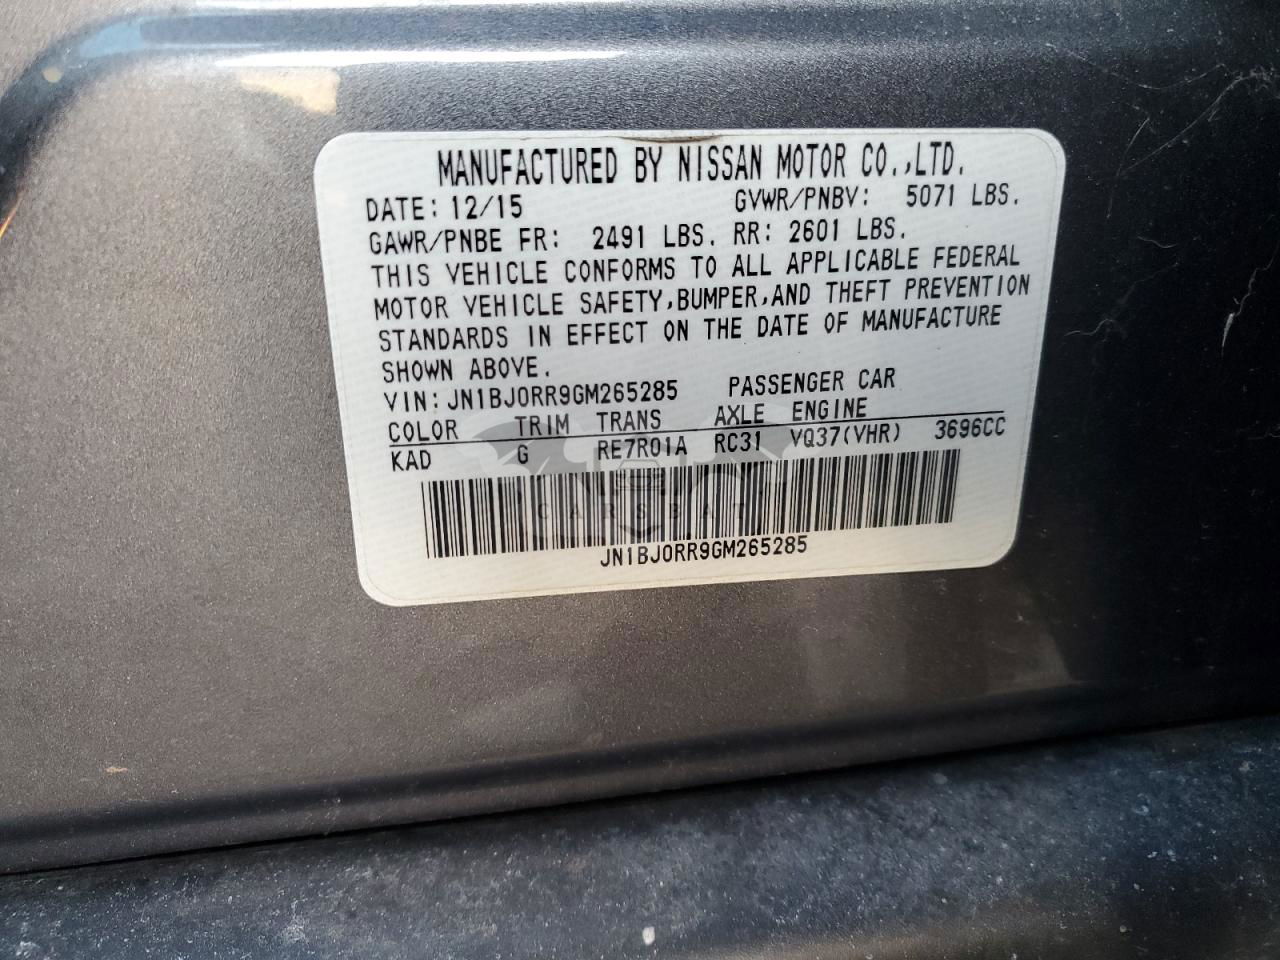 MANUFACTURED BY NISSAN MOTOR CO.,LTD.
DATE: 12/15 GVWR/PNBV: 5071 LBS.
GAWR/PNBE FR: 2491 LBS. RR: 2601 LBS.
THIS VEHICLE CONFORMS TO ALL APPLICABLE FEDERAL
MOTOR VEHICLE SAFETY,BUMPER,AND THEFT PREVENTION
STANDARDS IN EFFECT ON THE DATE OF MANUFACTURE
SHOWN ABOVE.
VIN:JN1BJ0RR9GM265285 PASSENGER CAR
COLOR TRIM TRANS AXLE ENGINE
KAD G RE7R01A RC31 VQ37(VHR) 3696CC
CARSBAT
JN1BJ0RR9GM265285